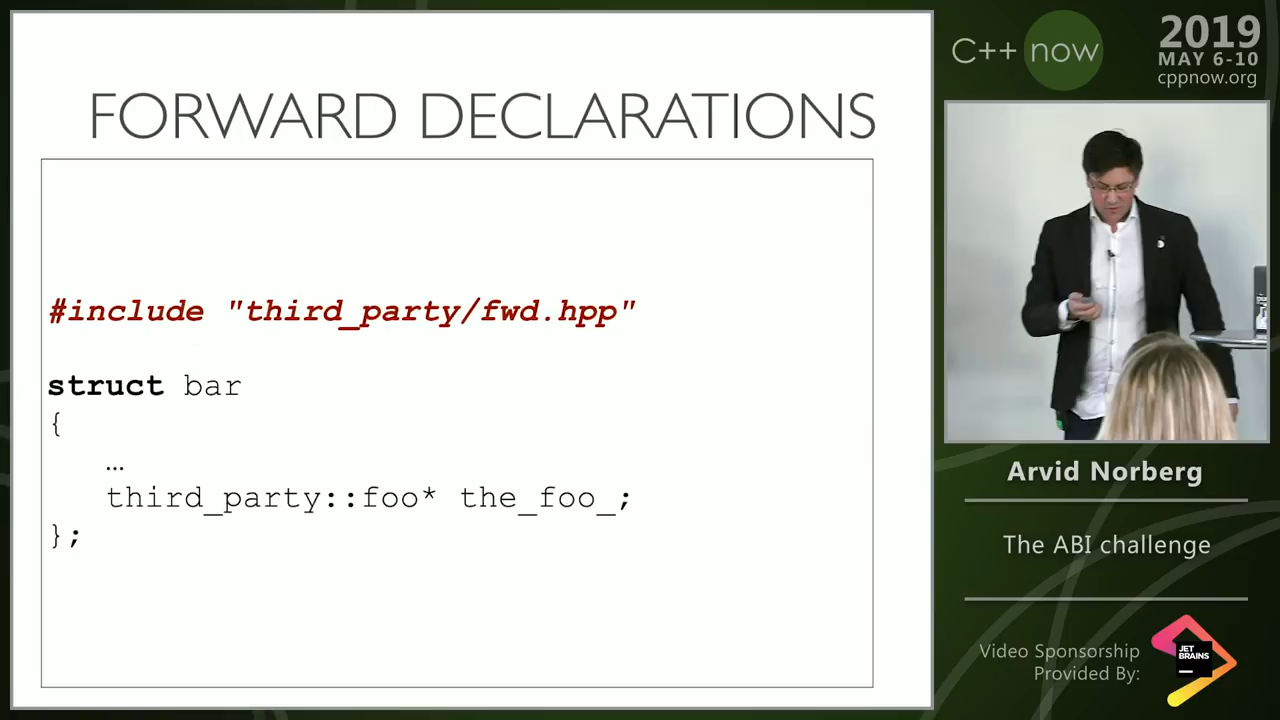 FORWARD DECLARATIONS
#include "third_party/fwd.hpp"
struct bar
{
…
third_party::foo* the_foo_;
};
C++ now
2019
MAY 6-10
cppnow.org
Arvid Norberg
The ABI challenge
Video Sponsorship
Provided By:
JET
BRAINS